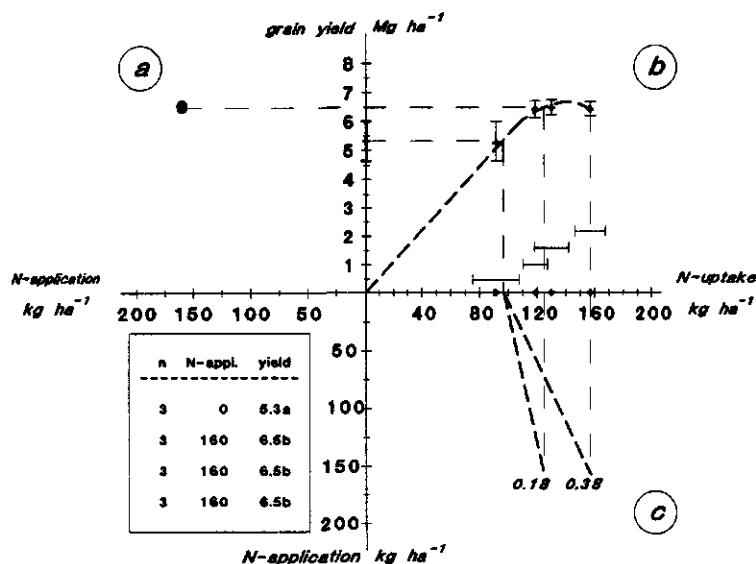 grain yield Mg ha⁻¹
a
b
8
7
6
5
4
3
2
1
N-application
kg ha⁻¹
N-uptake
kg ha⁻¹
200 150 100 50
40 80 120 160 200
50
100
150
200
n N-appl. yield
3 0 5.3a
3 160 6.5b
3 160 6.5b
3 160 6.5b
0.18 0.38
c
N-application kg ha⁻¹